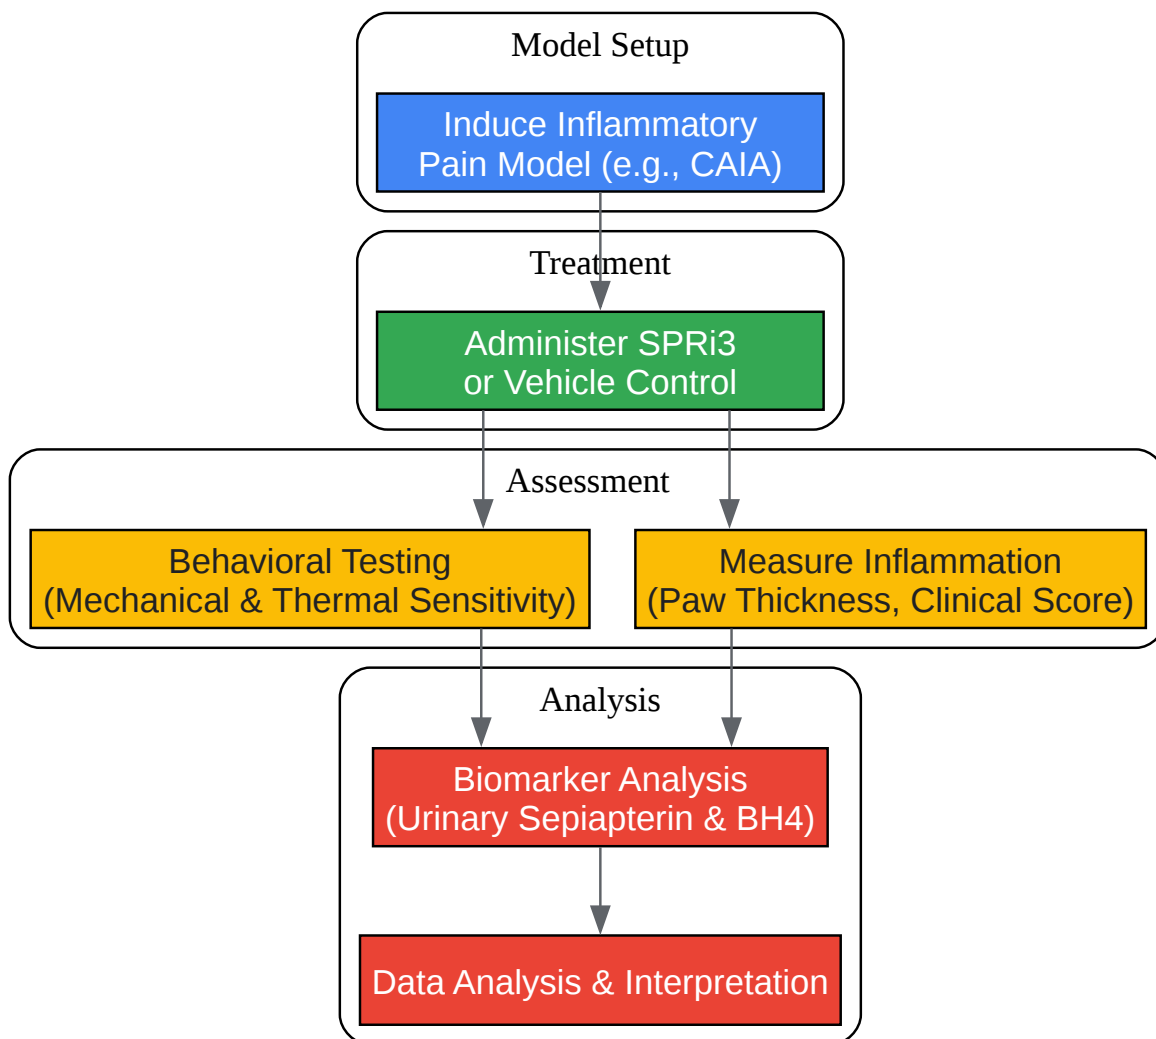 Model Setup
Induce Inflammatory
Pain Model (e.g., CAIA)
Treatment
Administer SPRi3
or Vehicle Control
Assessment
Behavioral Testing
(Mechanical & Thermal Sensitivity)
Measure Inflammation
(Paw Thickness, Clinical Score)
Analysis
Biomarker Analysis
(Urinary Sepiapterin & BH4)
Data Analysis & Interpretation